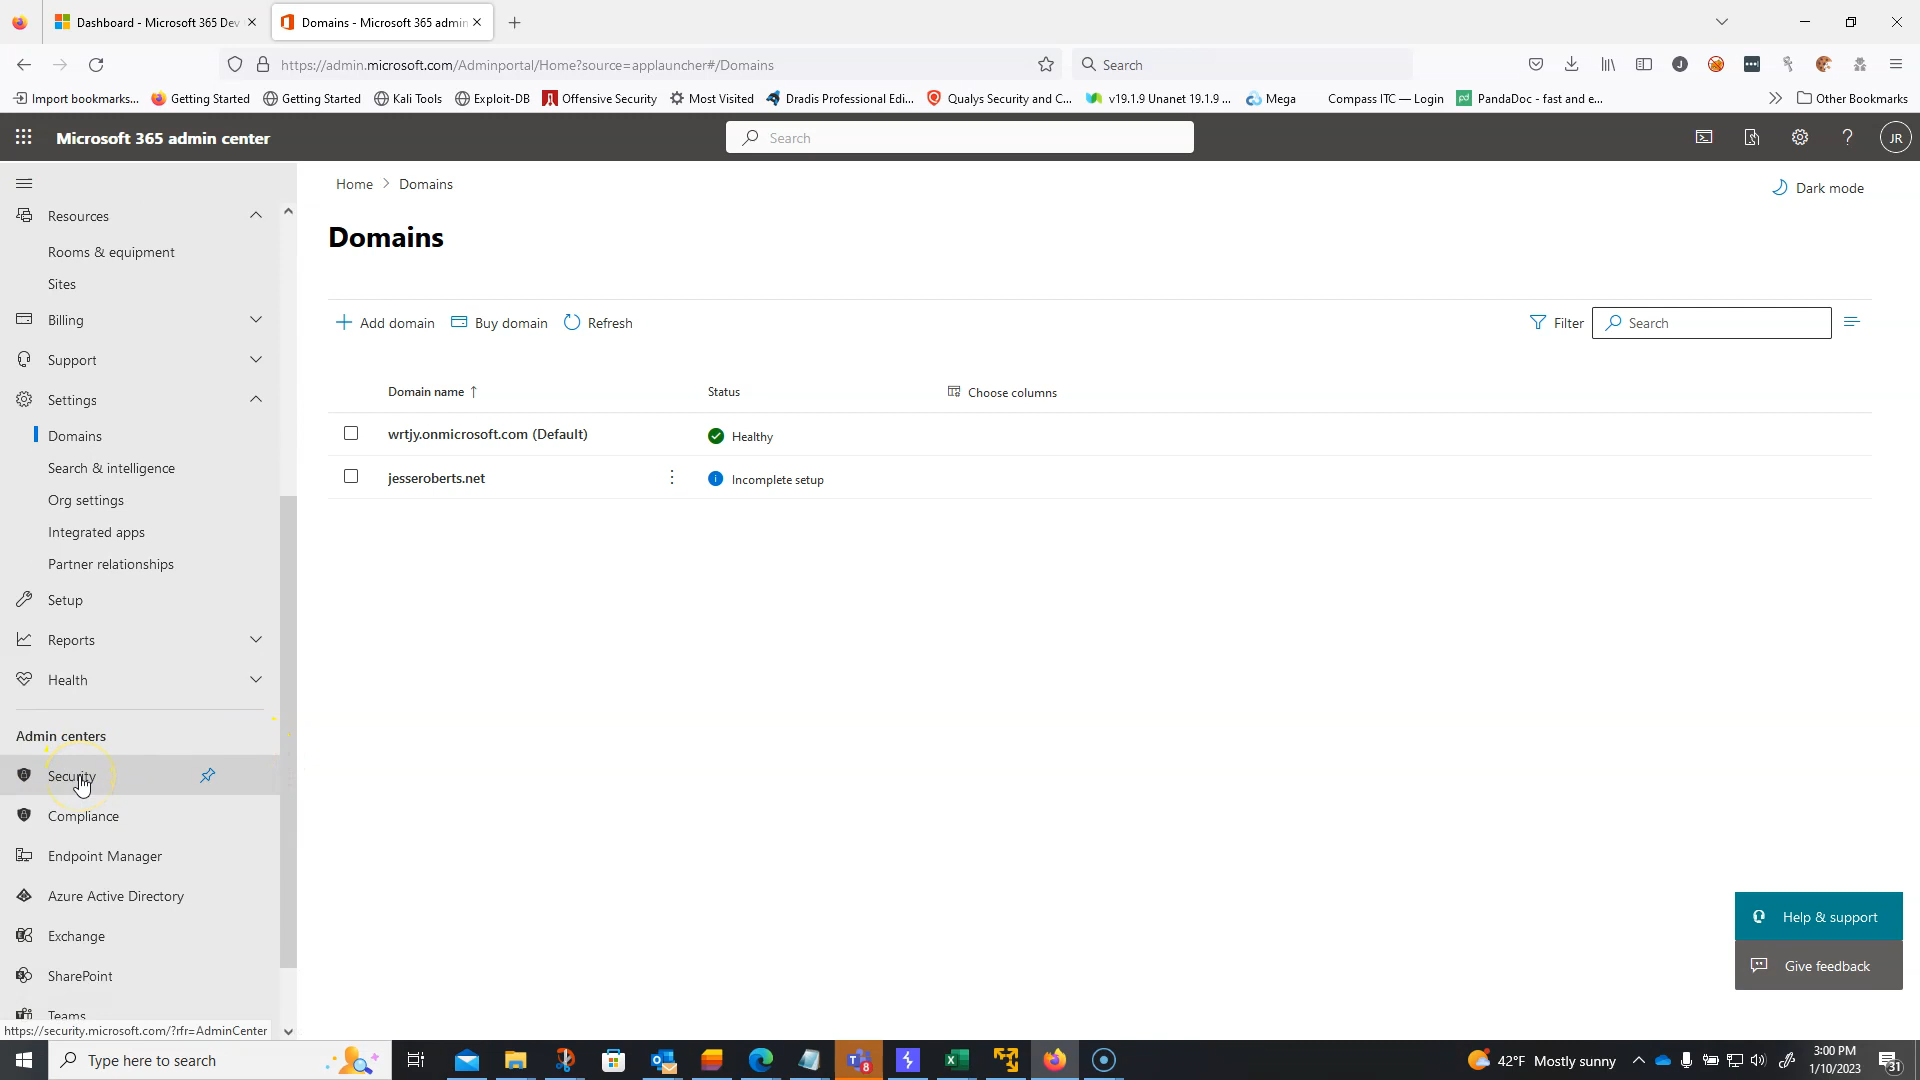 Dashboard - Microsoft 365 Dev
Domains - Microsoft 365 admin
https://admin.microsoft.com/Adminportal/Home?source=applauncher#/Domains
Search
Import bookmarks...
Getting Started
Getting Started
Kali Tools
Exploit-DB
Offensive Security
Most Visited
Dradis Professional Edi...
Qualys Security and C...
v19.1.9 Unanet 19.1.9 ...
Mega
Compass ITC — Login
PandaDoc - fast and e...
Other Bookmarks
Microsoft 365 admin center
Search
JR
Home > Domains
Dark mode
Domains
Add domain
Buy domain
Refresh
Filter
Search
Domain name ↑
Status
Choose columns
wrtjy.onmicrosoft.com (Default)
Healthy
jesseroberts.net
Incomplete setup
Resources
Rooms & equipment
Sites
Billing
Support
Settings
Domains
Search & intelligence
Org settings
Integrated apps
Partner relationships
Setup
Reports
Health
Admin centers
Security
Compliance
Endpoint Manager
Azure Active Directory
Exchange
SharePoint
Teams
https://security.microsoft.com/?rfr=AdminCenter
Help & support
Give feedback
Type here to search
8
42°F Mostly sunny
3:00 PM
1/10/2023
31